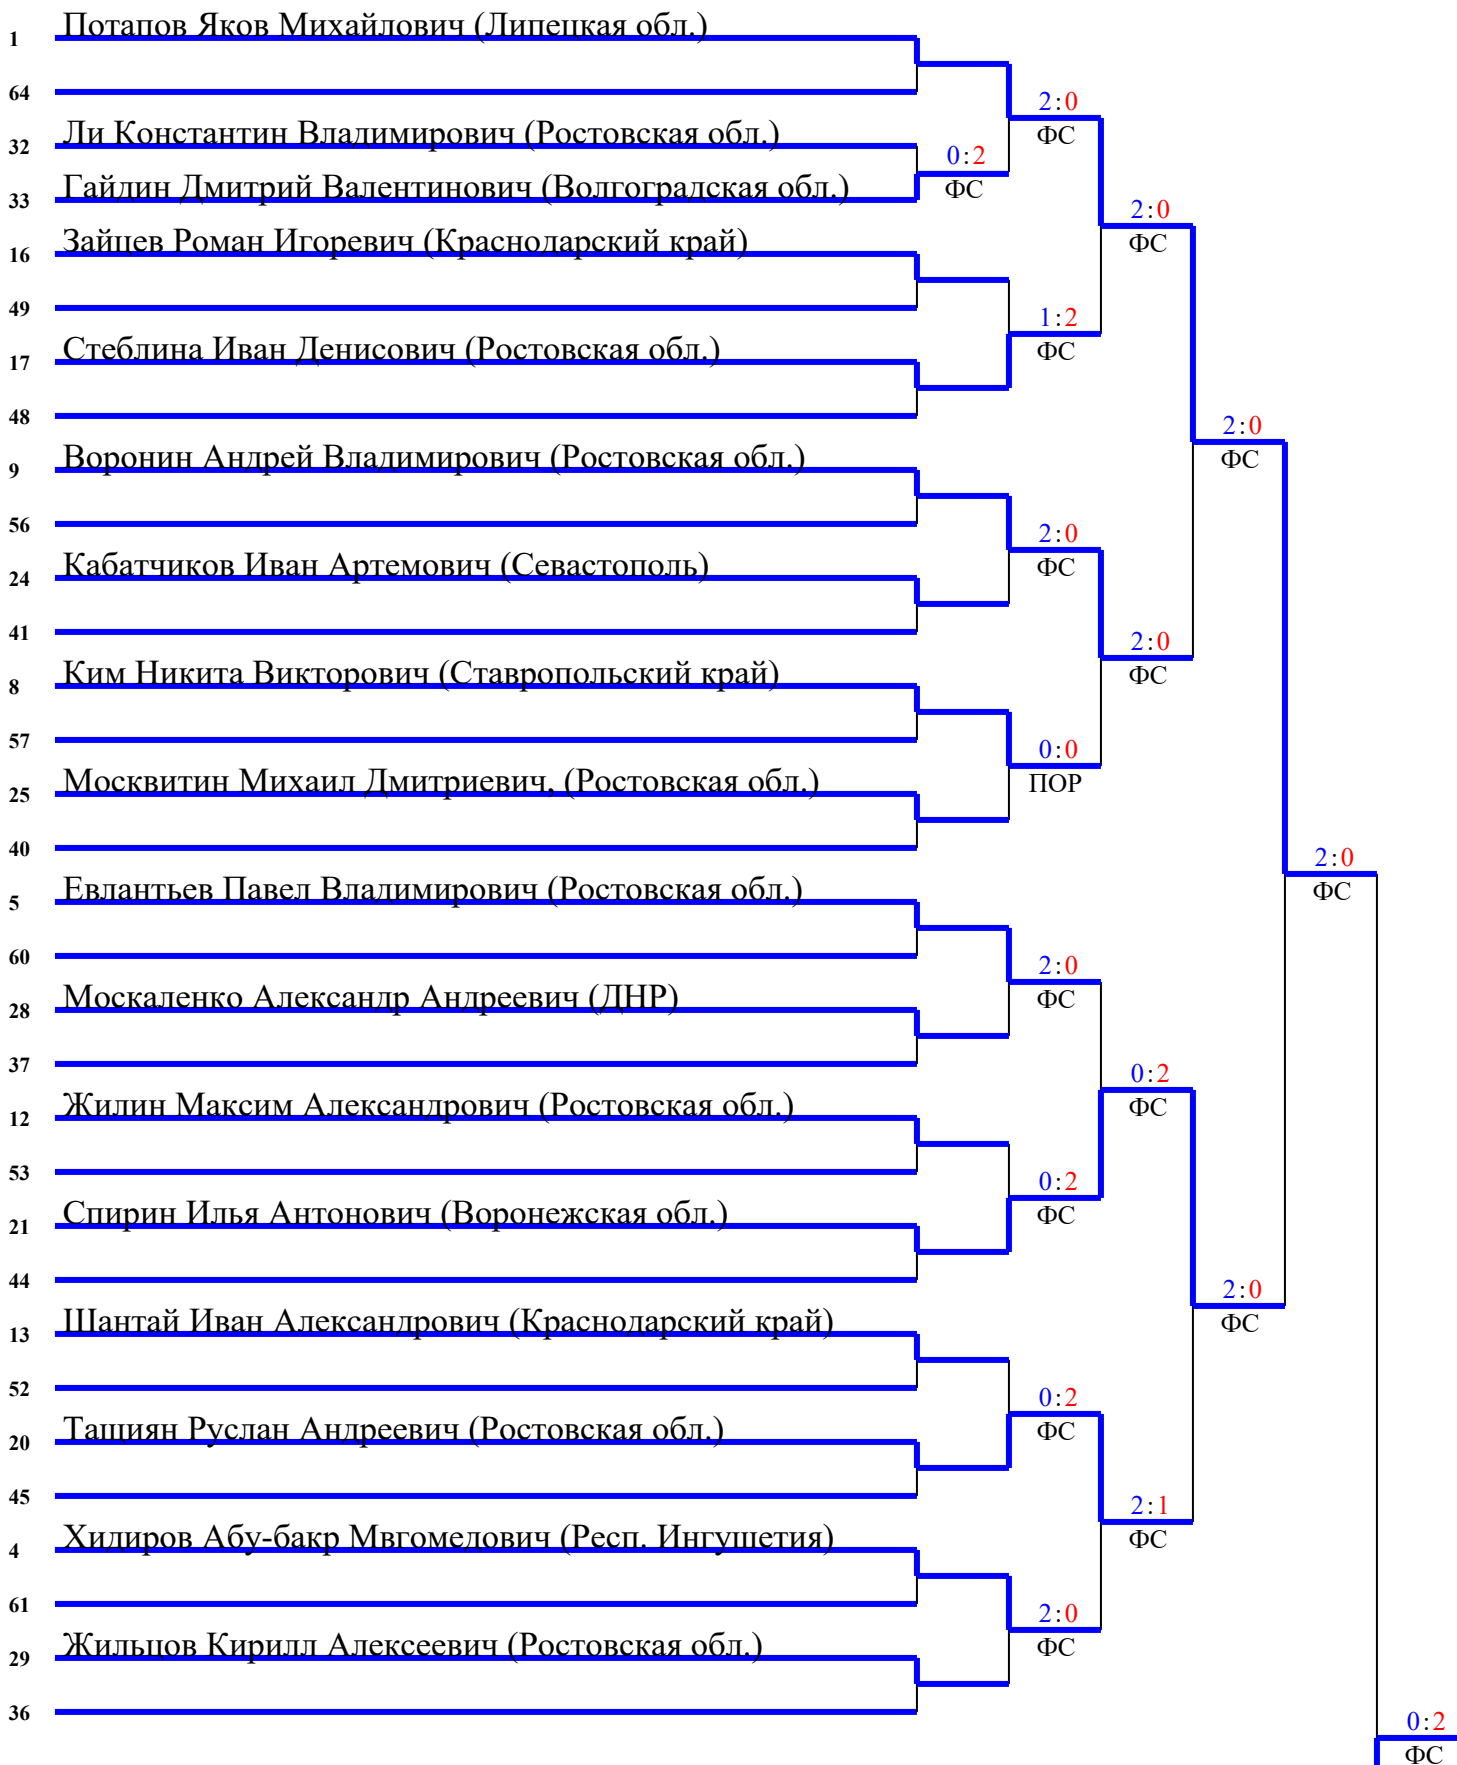 Потапов Яков Михайлович (Липецкая обл.)
1
64
2:0
ФС
Ли Константин Владимирович (Ростовская обл.)
32
0:2
ФС
Гайдин Дмитрий Валентинович (Волгоградская обл.)
33
2:0
ФС
Зайцев Роман Игоревич (Краснодарский край)
16
49
1:2
ФС
Стеблина Иван Денисович (Ростовская обл.)
17
48
2:0
ФС
Воронин Андрей Владимирович (Ростовская обл.)
9
56
2:0
ФС
Кабатчиков Иван Артемович (Севастополь)
24
41
2:0
ФС
Ким Никита Викторович (Ставропольский край)
8
57
0:0
ПОР
Москвитин Михаил Дмитриевич, (Ростовская обл.)
25
40
2:0
ФС
Евлантьев Павел Владимирович (Ростовская обл.)
5
60
2:0
ФС
Москаленко Александр Андреевич (ДНР)
28
37
0:2
ФС
Жилин Максим Александрович (Ростовская обл.)
12
53
0:2
ФС
Спирин Илья Антонович (Воронежская обл.)
21
44
2:0
ФС
Шантай Иван Александрович (Краснодарский край)
13
52
0:2
ФС
Тащиян Руслан Андреевич (Ростовская обл.)
20
45
2:1
ФС
Хидиров Абу-бакр Мвгомедович (Респ. Ингушетия)
4
61
2:0
ФС
Жильцов Кирилл Алексеевич (Ростовская обл.)
29
36
0:2
ФС